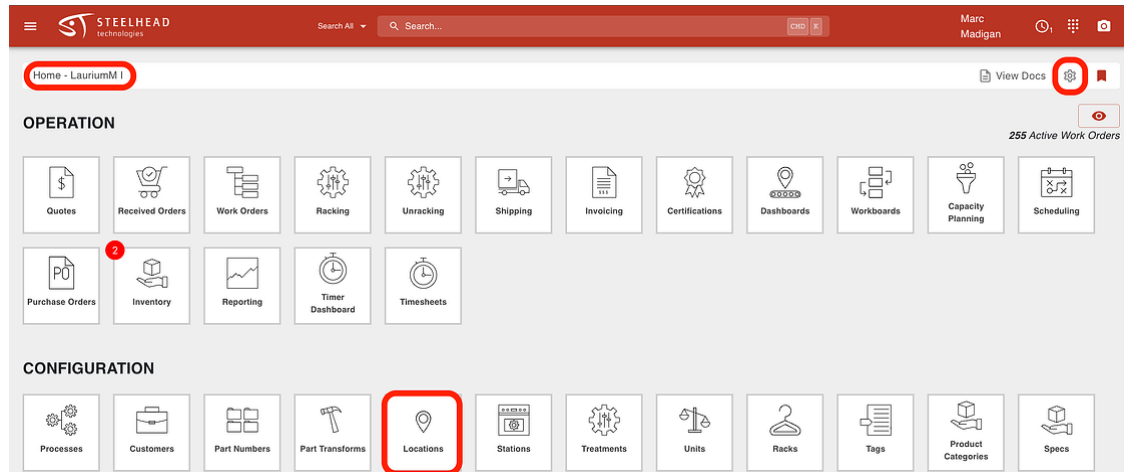 STEELHEAD
technologies
Search All
Search...
CMD K
Marc
Madigan
1
Home - LauriumM I
View Docs
OPERATION
255 Active Work Orders
$
Quotes
Received Orders
Work Orders
Racking
Unracking
Shipping
Invoicing
Certifications
Dashboards
Workboards
Capacity
Planning
Scheduling
PO
Purchase Orders
2
Inventory
Reporting
Timer
Dashboard
Timesheets
CONFIGURATION
Processes
Customers
Part Numbers
Part Transforms
Locations
Stations
Treatments
Units
Racks
Tags
Product
Categories
Specs